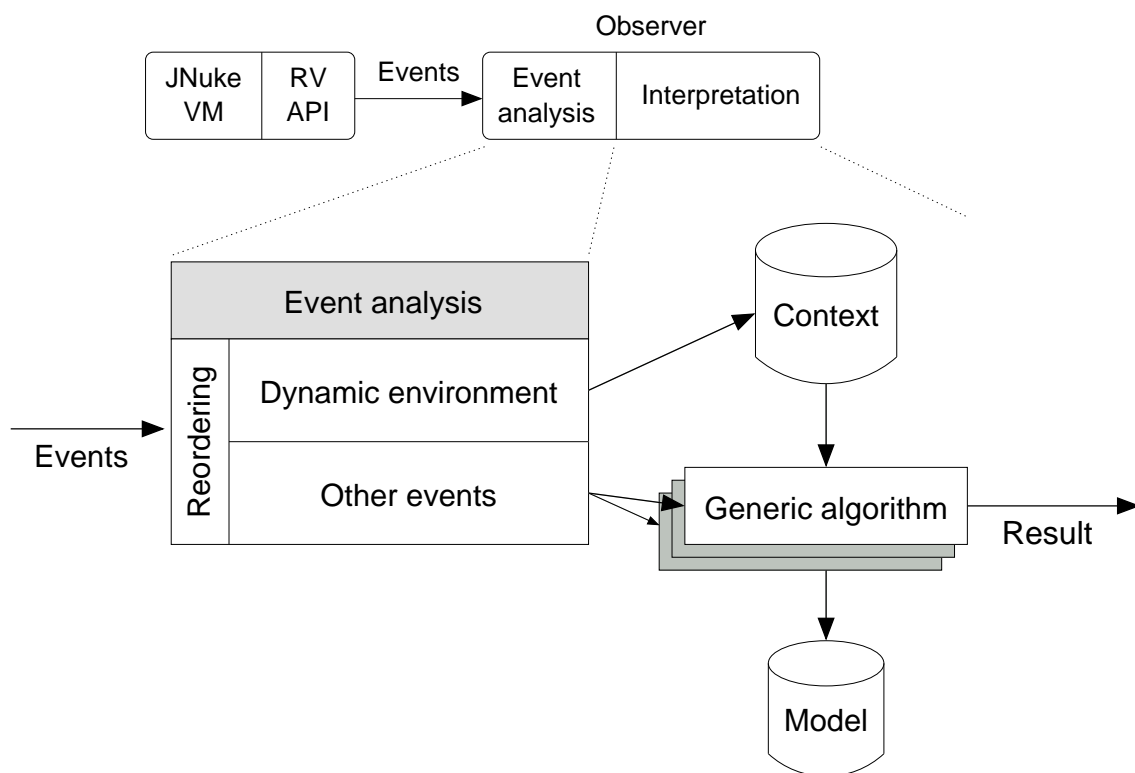 Observer
JNuke
VM
RV
API
Events
Event
analysis
Interpretation
Event analysis
Context
Reordering
Dynamic environment
Events
Other events
Generic algorithm
Result
Model